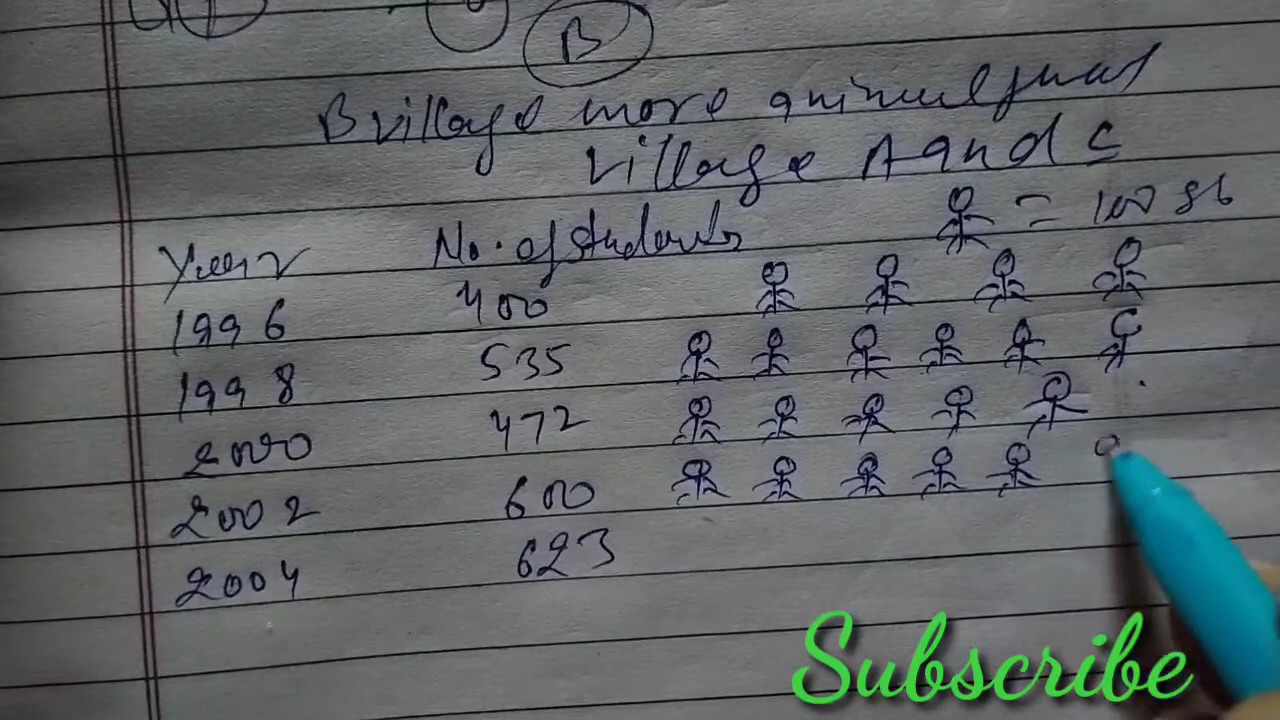 B
B village more animal than
village A and C
= 100 st
Year No. of students
1996 400
1998 535
2000 472
2002 600
2004 623
Subscribe